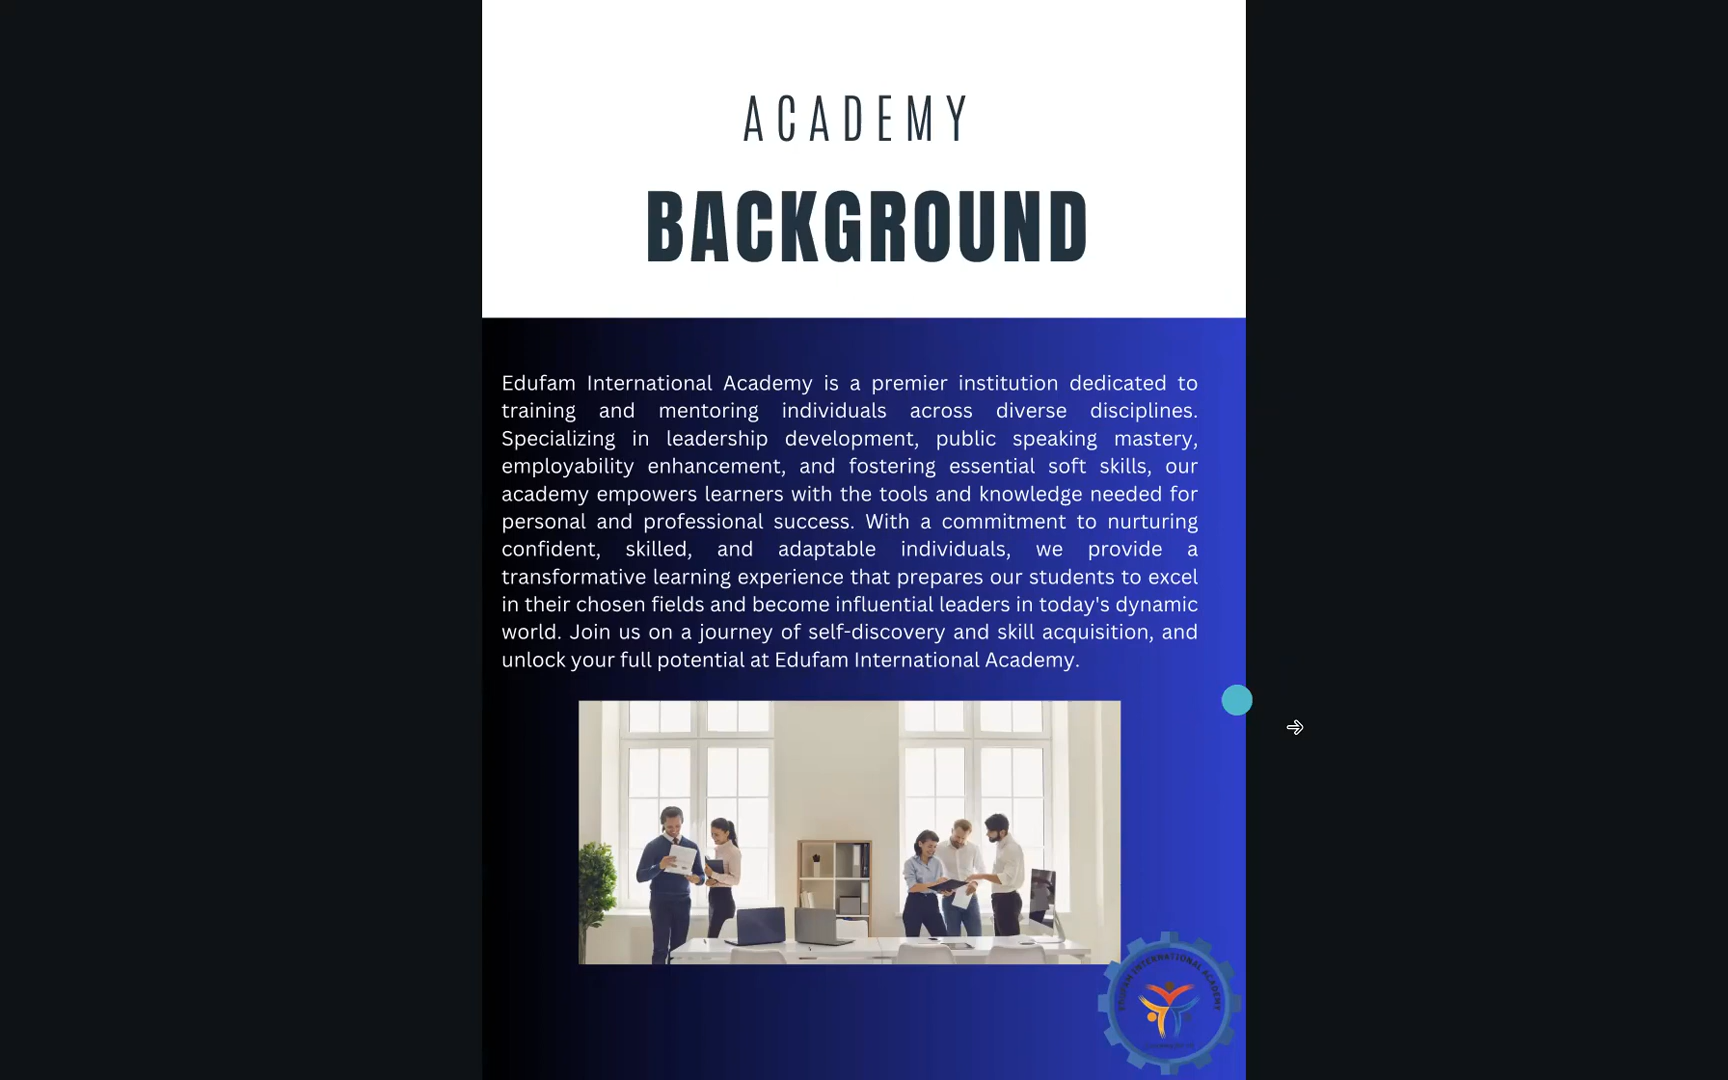 ACADEMY
BACKGROUND
Edufam International Academy is a premier institution dedicated to
training and mentoring individuals across diverse disciplines.
Specializing in leadership development, public speaking mastery,
employability enhancement, and fostering essential soft skills, our
academy empowers learners with the tools and knowledge needed for
personal and professional success. With a commitment to nurturing
confident, skilled, and adaptable individuals, we provide a
transformative learning experience that prepares our students to excel
in their chosen fields and become influential leaders in today's dynamic
world. Join us on a journey of self-discovery and skill acquisition, and
unlock your full potential at Edufam International Academy.
EDUFAM INTERNATIONAL ACADEMY